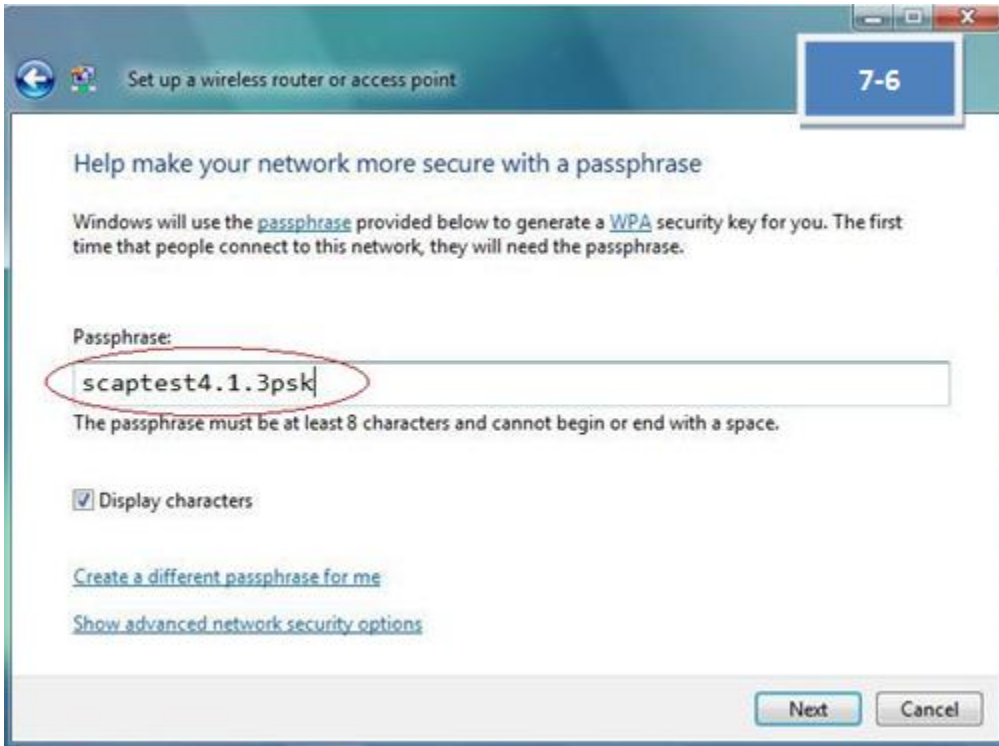 Set up a wireless router or access point
7-6
Help make your network more secure with a passphrase
Windows will use the passphrase provided below to generate a WPA security key for you. The first
time that people connect to this network, they will need the passphrase.
Passphrase:
scaptest4.1.3psk
The passphrase must be at least 8 characters and cannot begin or end with a space.
Display characters
Create a different passphrase for me
Show advanced network security options
Next
Cancel